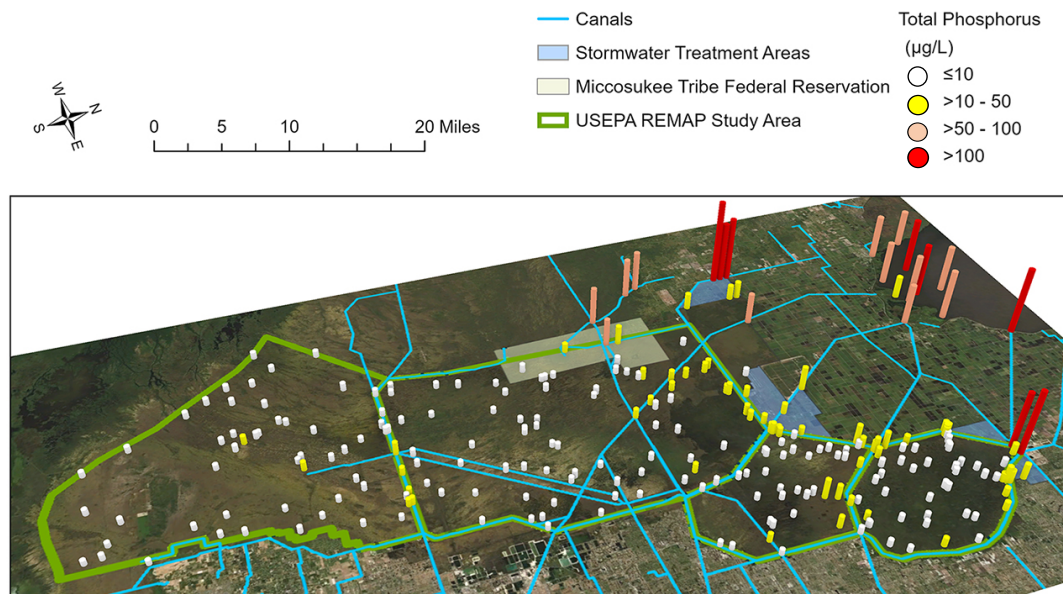 Canals
Stormwater Treatment Areas
Miccosukee Tribe Federal Reservation
USEPA REMAP Study Area
Total Phosphorus
(µg/L)
≤10
>10 - 50
>50 - 100
>100
W
N
S
E
0 5 10 20 Miles